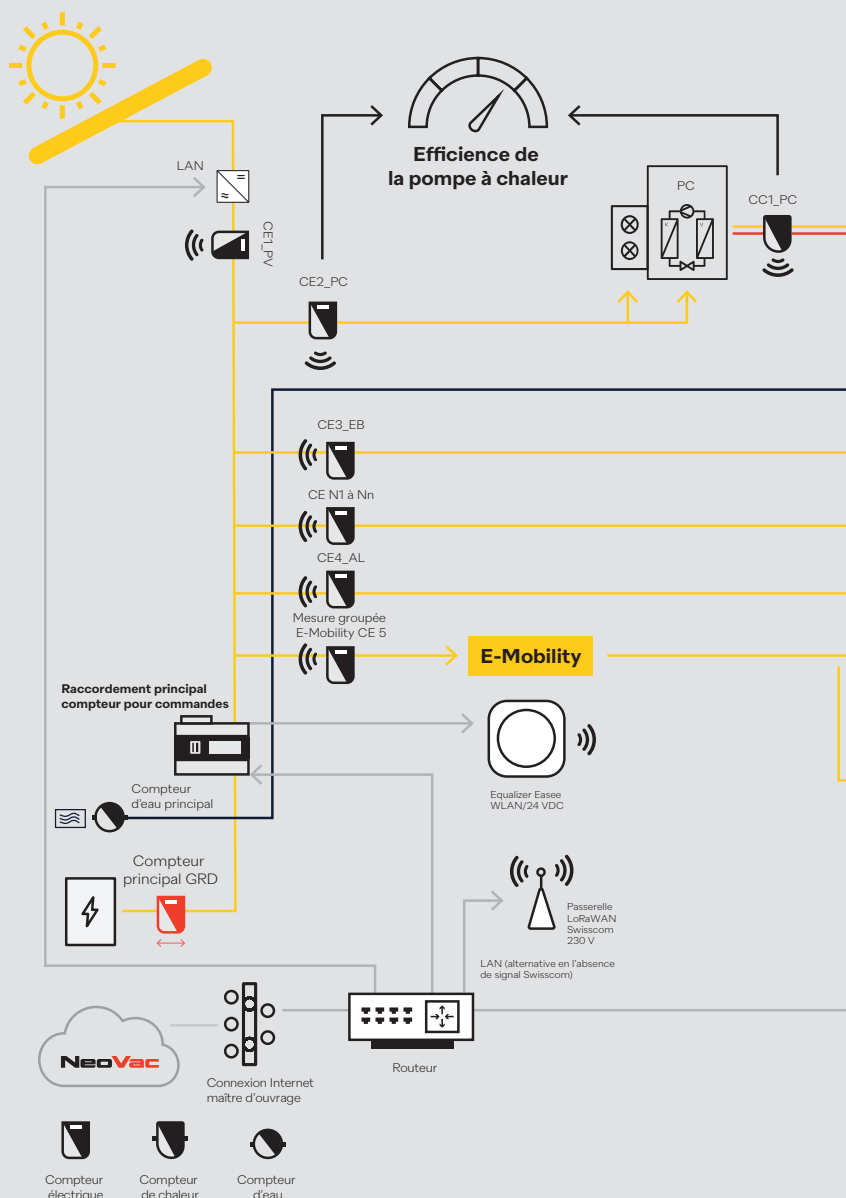 Efficience de
la pompe à chaleur
LAN
PC
K
V
CC1_PC
CE1_PV
CE2_PC
CE3_EB
CE N1 à Nn
CE4_AL
Mesure groupée
E-Mobility CE 5
E-Mobility
Raccordement principal
compteur pour commandes
Equalizer Easee
WLAN/24 VDC
Compteur
d'eau principal
Compteur
principal GRD
Passerelle
LoRaWAN
Swisscom
230 V
LAN (alternative en l'absence
de signal Swisscom)
NeoVac
Connexion Internet
maître d'ouvrage
Routeur
Compteur
électrique
Compteur
de chaleur
Compteur
d'eau